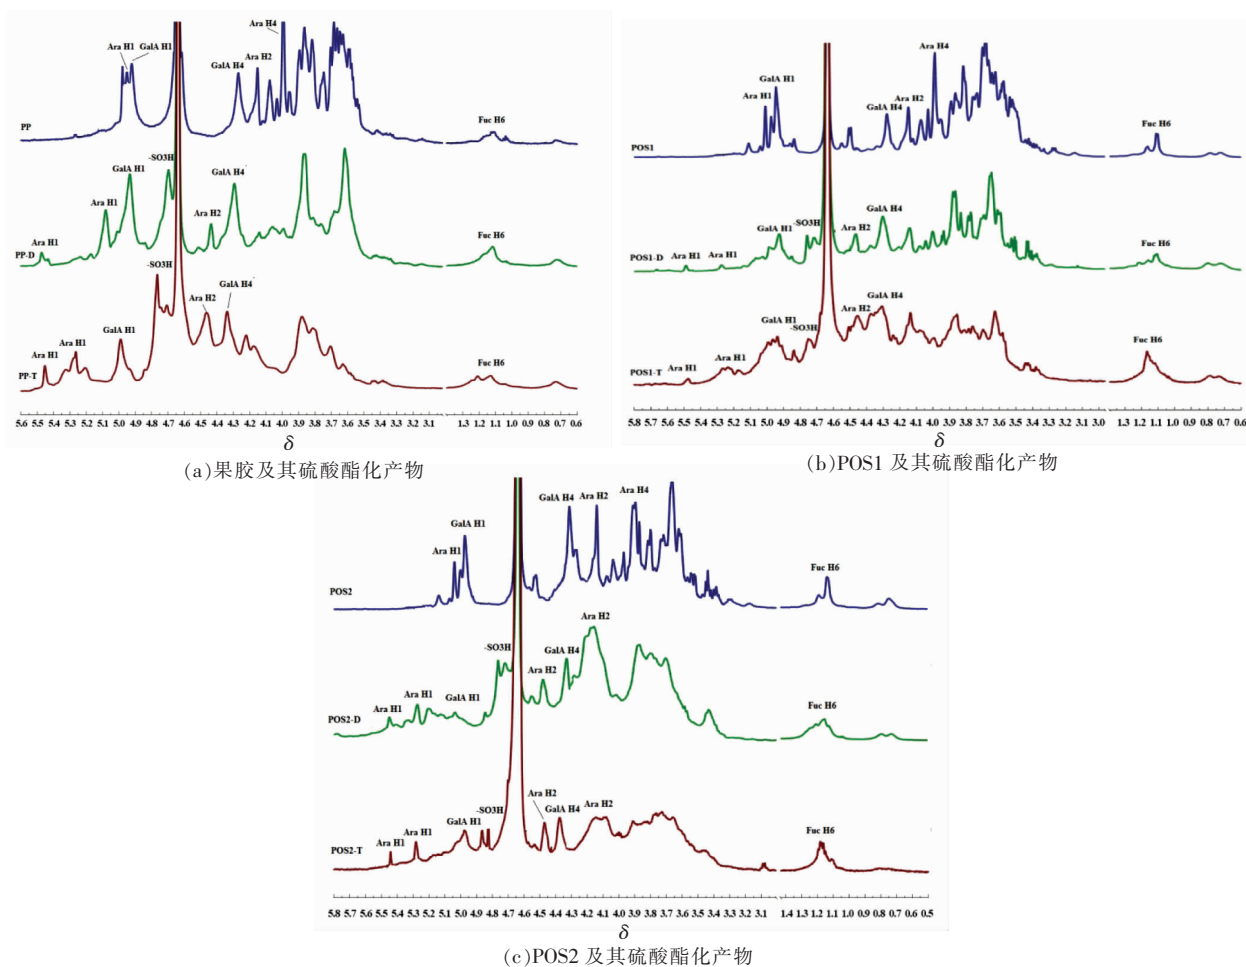 Ara H4
Ara H1 GalA H1
Ara H2
GalA H4
PP
Fuc H6
-SO3H
GalA H1
GalA H4
Ara H1
Ara H2
Ara H1
PP-D
Fuc H6
-SO3H
Ara H2
GalA H4
GalA H1
Ara H1
Ara H1
PP-T
Fuc H6
5.6 5.5 5.4 5.3 5.2 5.1 5.0 4.9 4.8 4.7 4.6 4.5 4.4 4.3 4.2 4.1 4.0 3.9 3.8 3.7 3.6 3.5 3.4 3.3 3.2 3.1 1.3 1.2 1.1 1.0 0.9 0.8 0.7 0.6
δ
(a)果胶及其硫酸酯化产物
Ara H4
GalA H1
Ara H1
Ara H2
GalA H4
Fuc H6
POS1
GalA H4
-SO3H
Ara H2
GalA H1
Fuc H6
POS1-D
Ara H1
Ara H1
GalA H4
Ara H2
GalA H1
-SO3H
Fuc H6
Ara H1
Ara H1
POS1-T
5.8 5.7 5.6 5.5 5.4 5.3 5.2 5.1 5.0 4.9 4.8 4.7 4.6 4.5 4.4 4.3 4.2 4.1 4.0 3.9 3.8 3.7 3.6 3.5 3.4 3.3 3.2 3.1 3.0 1.3 1.2 1.1 1.0 0.9 0.8 0.7 0.6
δ
(b)POS1 及其硫酸酯化产物
GalA H4
Ara H2
Ara H4
GalA H1
Ara H1
Fuc H6
POS2
Ara H2
-SO3H
GalA H4
Ara H2
Ara H1
GalA H1
Ara H1
Fuc H6
POS2-D
Ara H2
-SO3H
GalA H4
Ara H2
GalA H1
Ara H1
Ara H1
Fuc H6
POS2-T
5.8 5.7 5.6 5.5 5.4 5.3 5.2 5.1 5.0 4.9 4.8 4.7 4.6 4.5 4.4 4.3 4.2 4.1 4.0 3.9 3.8 3.7 3.6 3.5 3.4 3.3 3.2 3.1 1.4 1.3 1.2 1.1 1.0 0.9 0.8 0.7 0.6 0.5
δ
(c)POS2 及其硫酸酯化产物